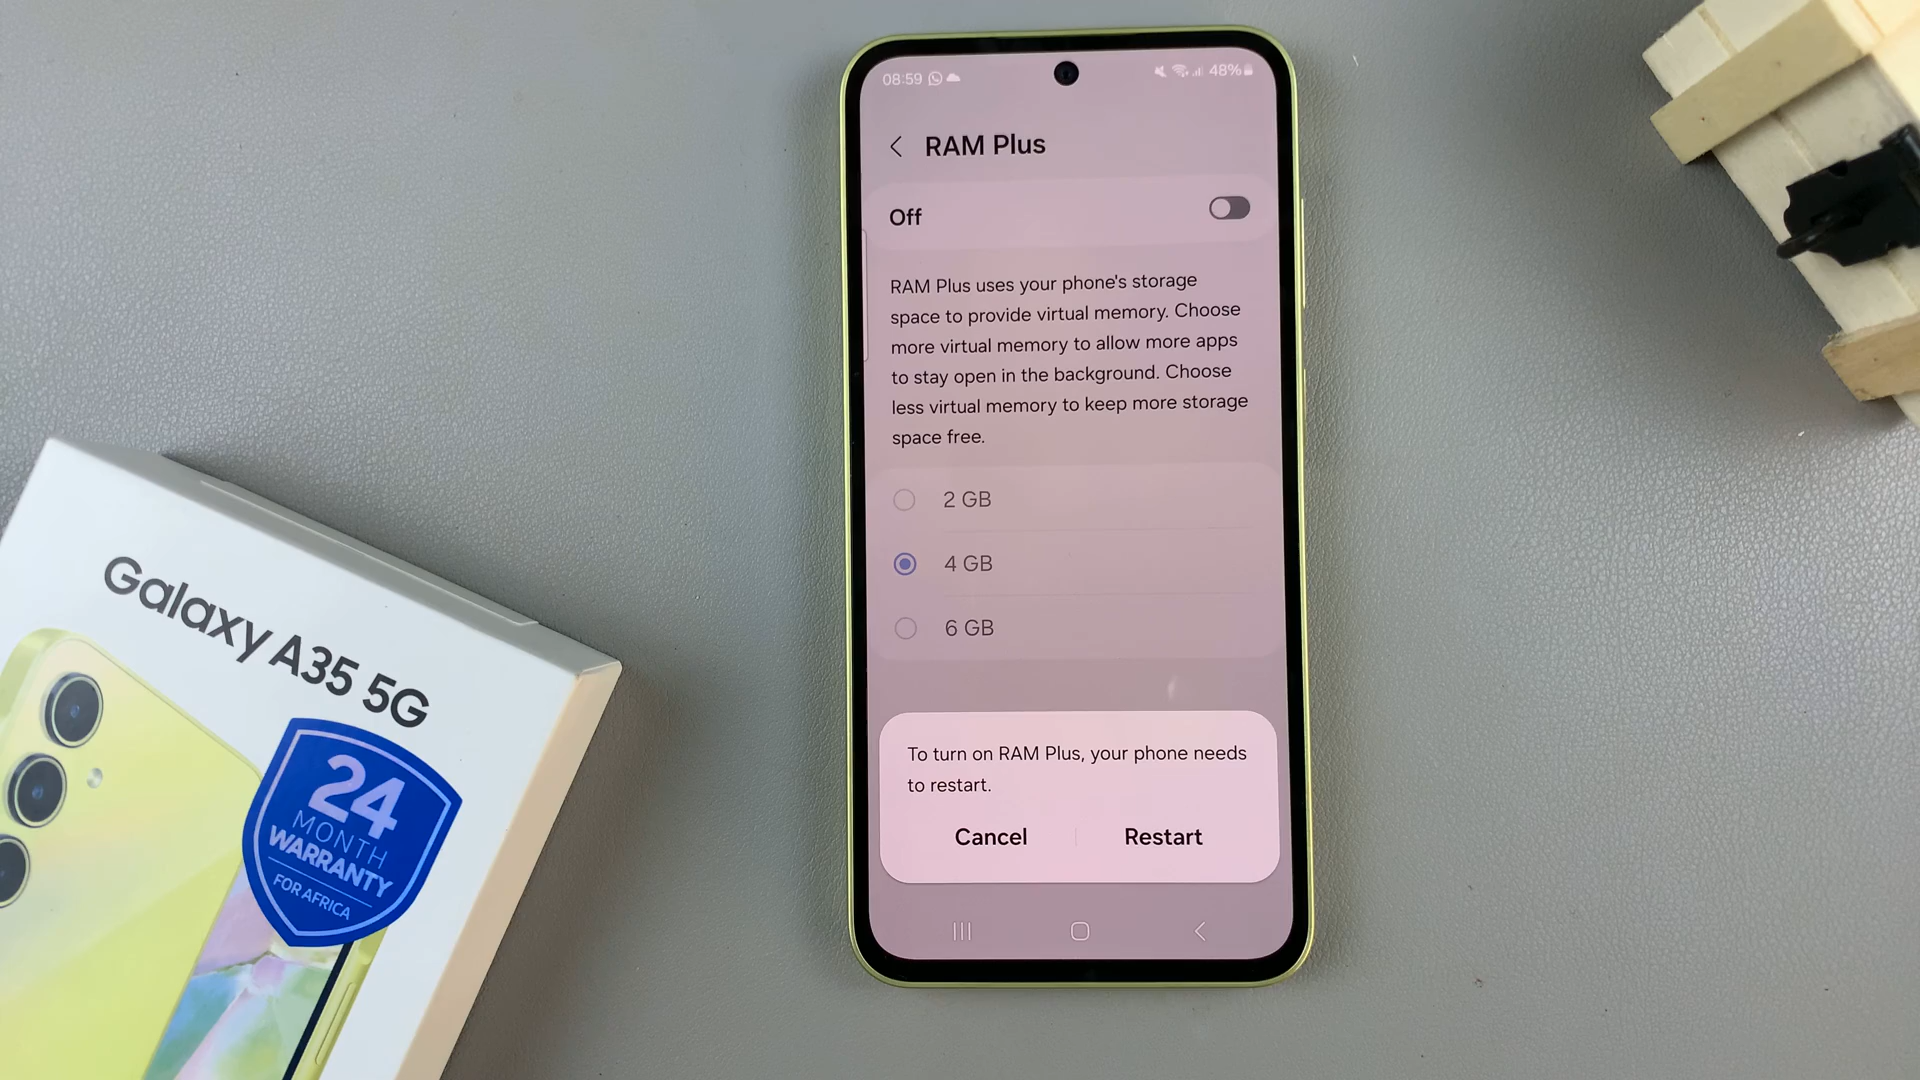 08:59
48%
RAM Plus
Off
RAM Plus uses your phone's storage
space to provide virtual memory. Choose
more virtual memory to allow more apps
to stay open in the background. Choose
less virtual memory to keep more storage
space free.
2 GB
4 GB
6 GB
To turn on RAM Plus, your phone needs
to restart.
Cancel
Restart
Galaxy A35 5G
24
MONTH
WARRANTY
FOR AFRICA